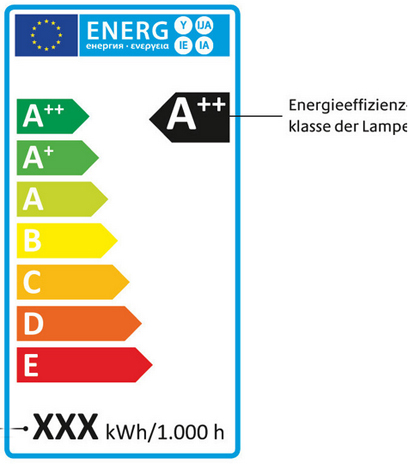 ENERG Y IJA
енергия · ενεργεια IE IA
A++ A++
Energieeffizienz-
klasse der Lampe
A+
A
B
C
D
E
XXX kWh/1.000 h